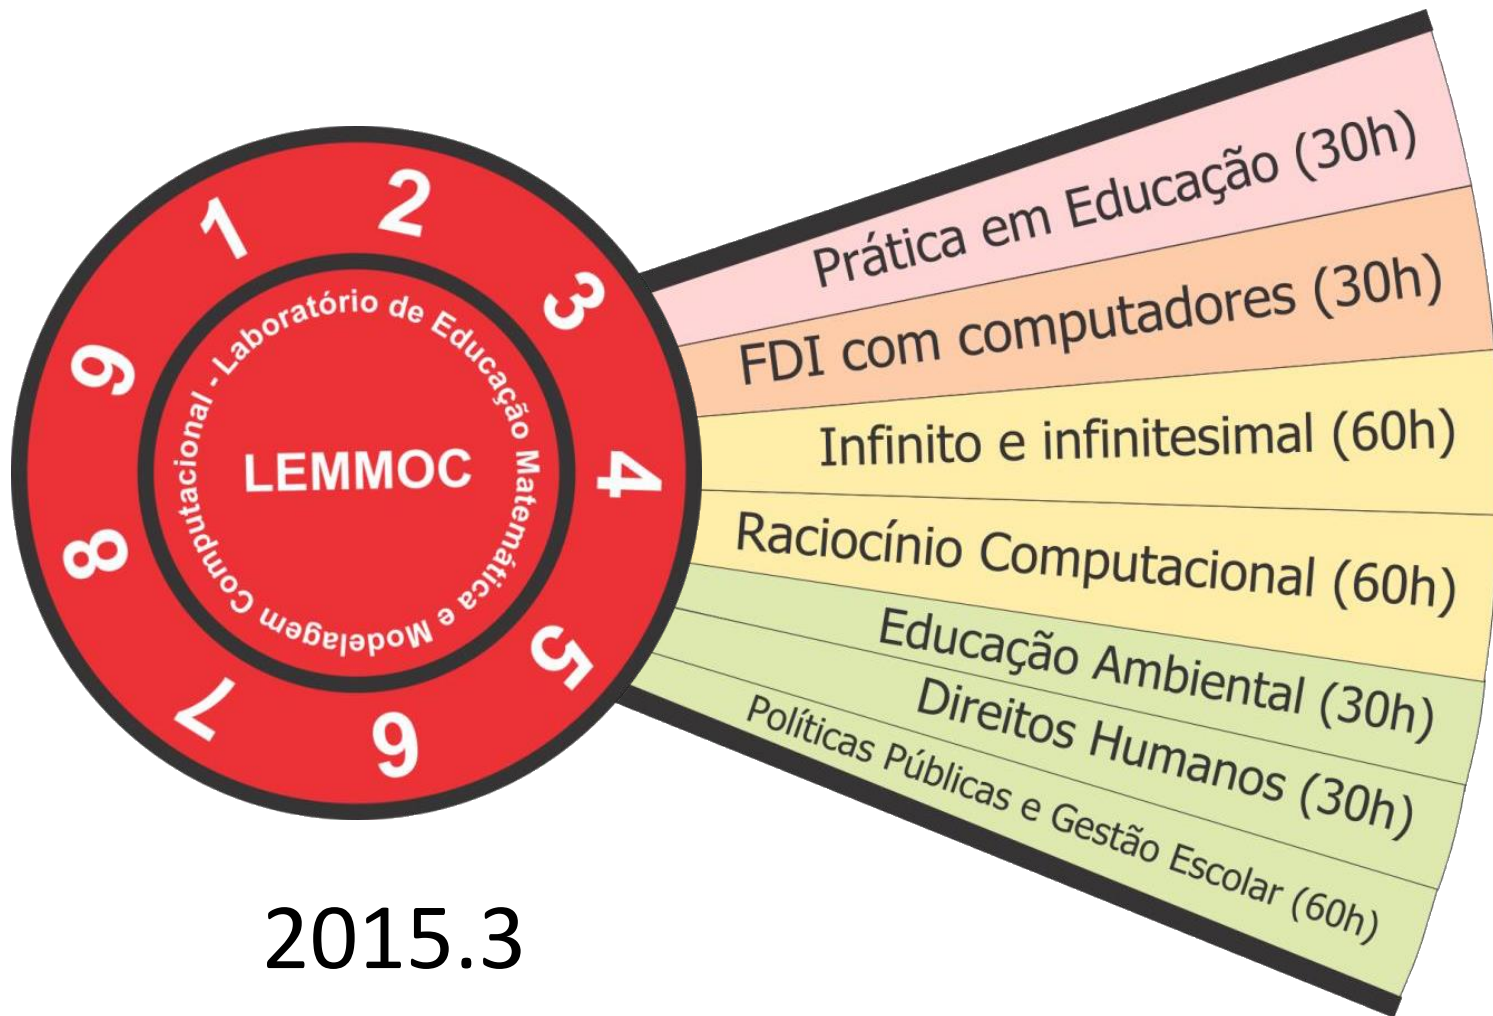 1
2
3
4
5
6
7
8
9
Laboratório de Educação Matemática e Modelagem Computacional -
LEMMOC
Prática em Educação (30h)
FDI com computadores (30h)
Infinito e infinitesimal (60h)
Raciocínio Computacional (60h)
Educação Ambiental (30h)
Direitos Humanos (30h)
Políticas Públicas e Gestão Escolar (60h)
2015.3